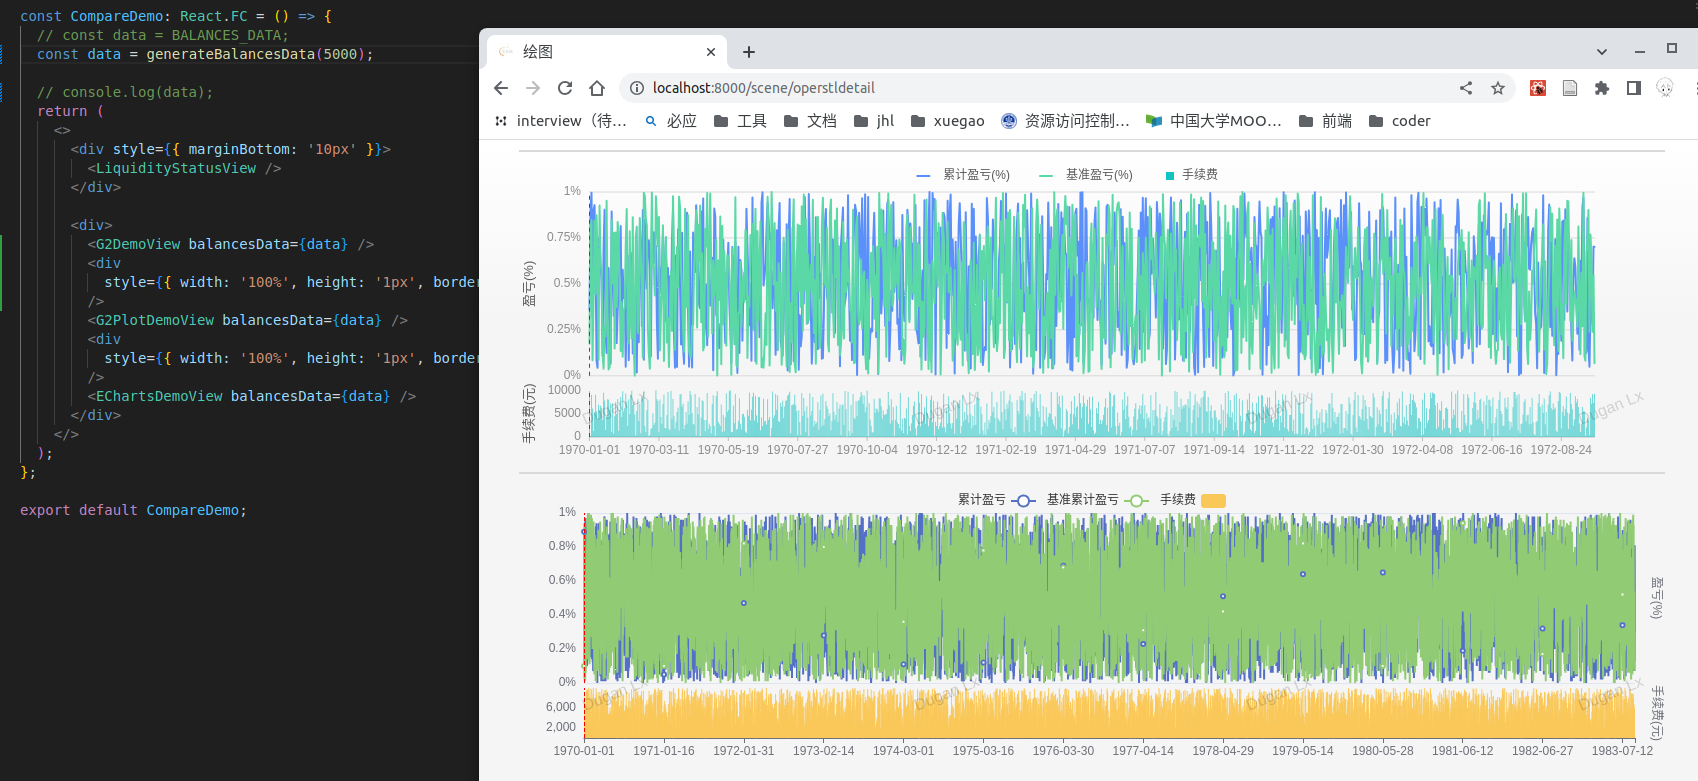 const CompareDemo: React.FC = () => {
// const data = BALANCES_DATA;
const data = generateBalancesData(5000);
// console.log(data);
return (
<>
<div style={{ marginBottom: '10px' }}>
<LiquidityStatusView />
</div>
<div>
<G2DemoView balancesData={data} />
<div
style={{ width: '100%', height: '1px', border
/>
<G2PlotDemoView balancesData={data} />
<div
style={{ width: '100%', height: '1px', border
/>
<EChartsDemoView balancesData={data} />
</div>
</>
);
};
export default CompareDemo;
绘图
localhost:8000/scene/operstldetail
interview（待... 必应 工具 文档 jhl xuegao 资源访问控制... 中国大学MOO... 前端 coder
累计盈亏(%) 基准盈亏(%) 手续费
盈亏(%)
1%
0.75%
0.5%
0.25%
0%
手续费(元)
10000
5000
0
Dugan Lx Dugan Lx Dugan Lx Dugan Lx
1970-01-01 1970-03-11 1970-05-19 1970-07-27 1970-10-04 1970-12-12 1971-02-19 1971-04-29 1971-07-07 1971-09-14 1971-11-22 1972-01-30 1972-04-08 1972-06-16 1972-08-24
累计盈亏 基准累计盈亏 手续费
1%
0.8%
0.6%
0.4%
0.2%
0%
盈亏(%)
6,000
2,000
手续费(元)
Dugan Lx Dugan Lx Dugan Lx Dugan Lx
1970-01-01 1971-01-16 1972-01-31 1973-02-14 1974-03-01 1975-03-16 1976-03-30 1977-04-14 1978-04-29 1979-05-14 1980-05-28 1981-06-12 1982-06-27 1983-07-12